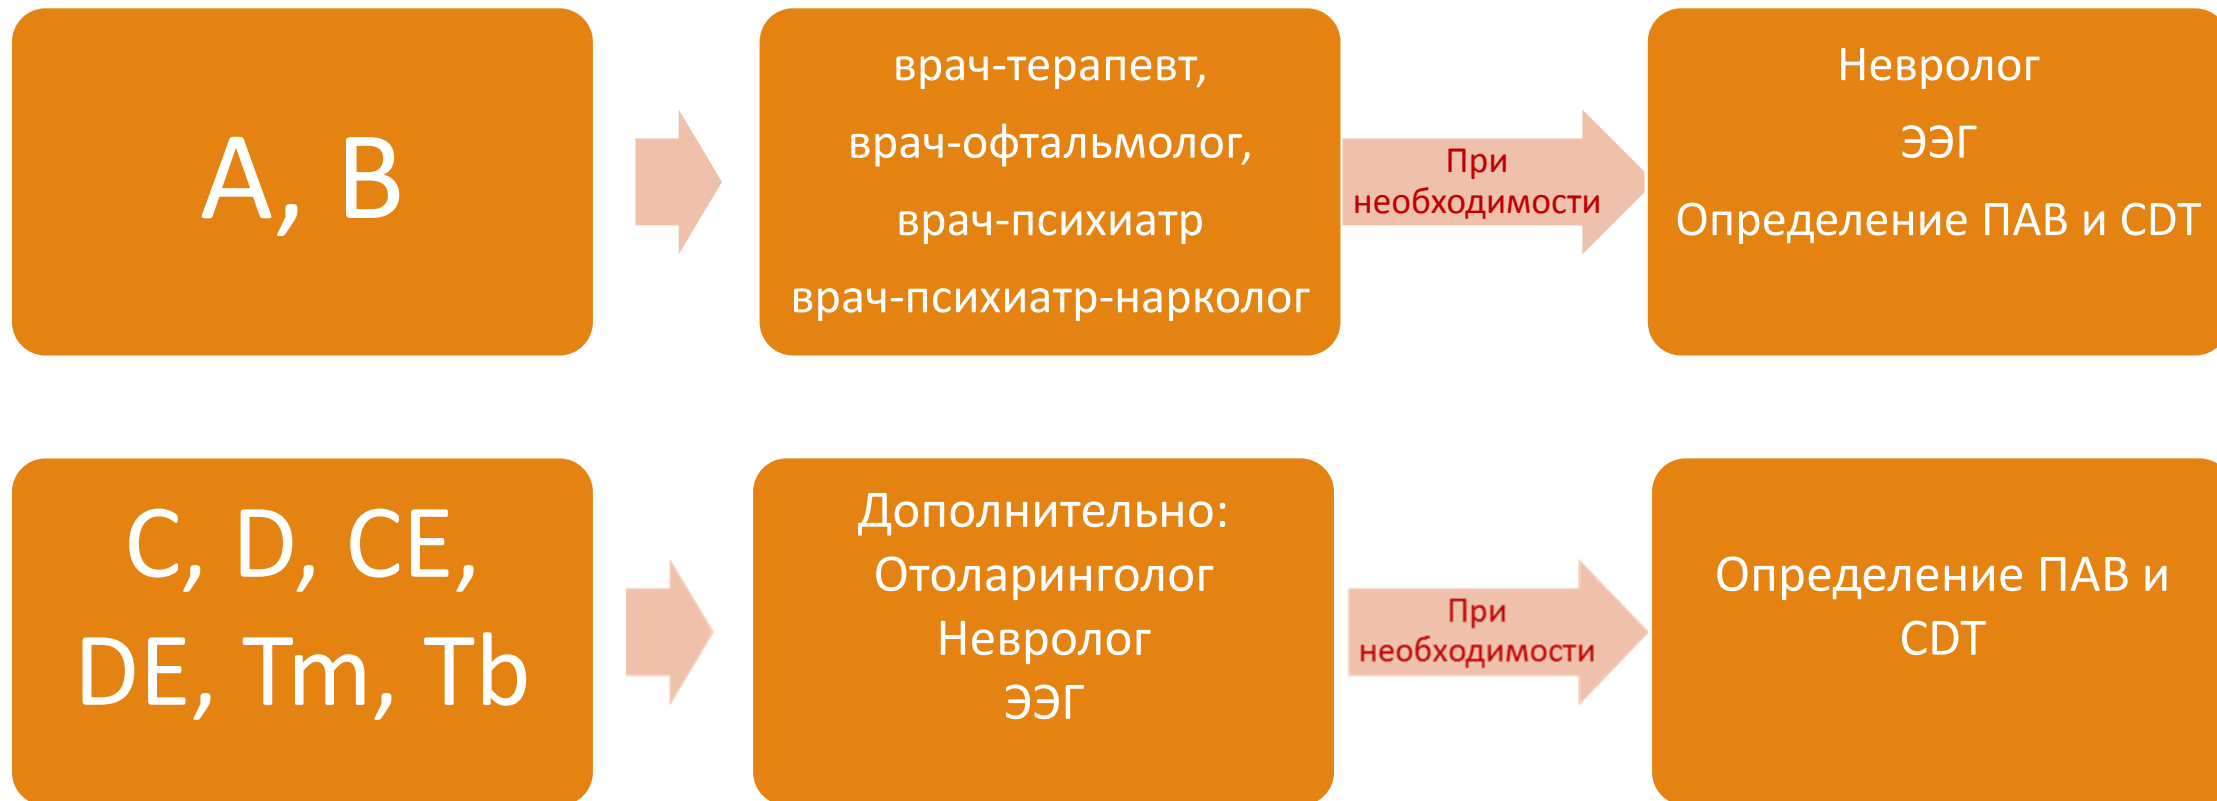 A, B
врач-терапевт,
врач-офтальмолог,
врач-психиатр
врач-психиатр-нарколог
При
необходимости
Невролог
ЭЭГ
Определение ПАВ и CDT
C, D, CE,
DE, Tm, Tb
Дополнительно:
Отоларинголог
Невролог
ЭЭГ
При
необходимости
Определение ПАВ и
CDT